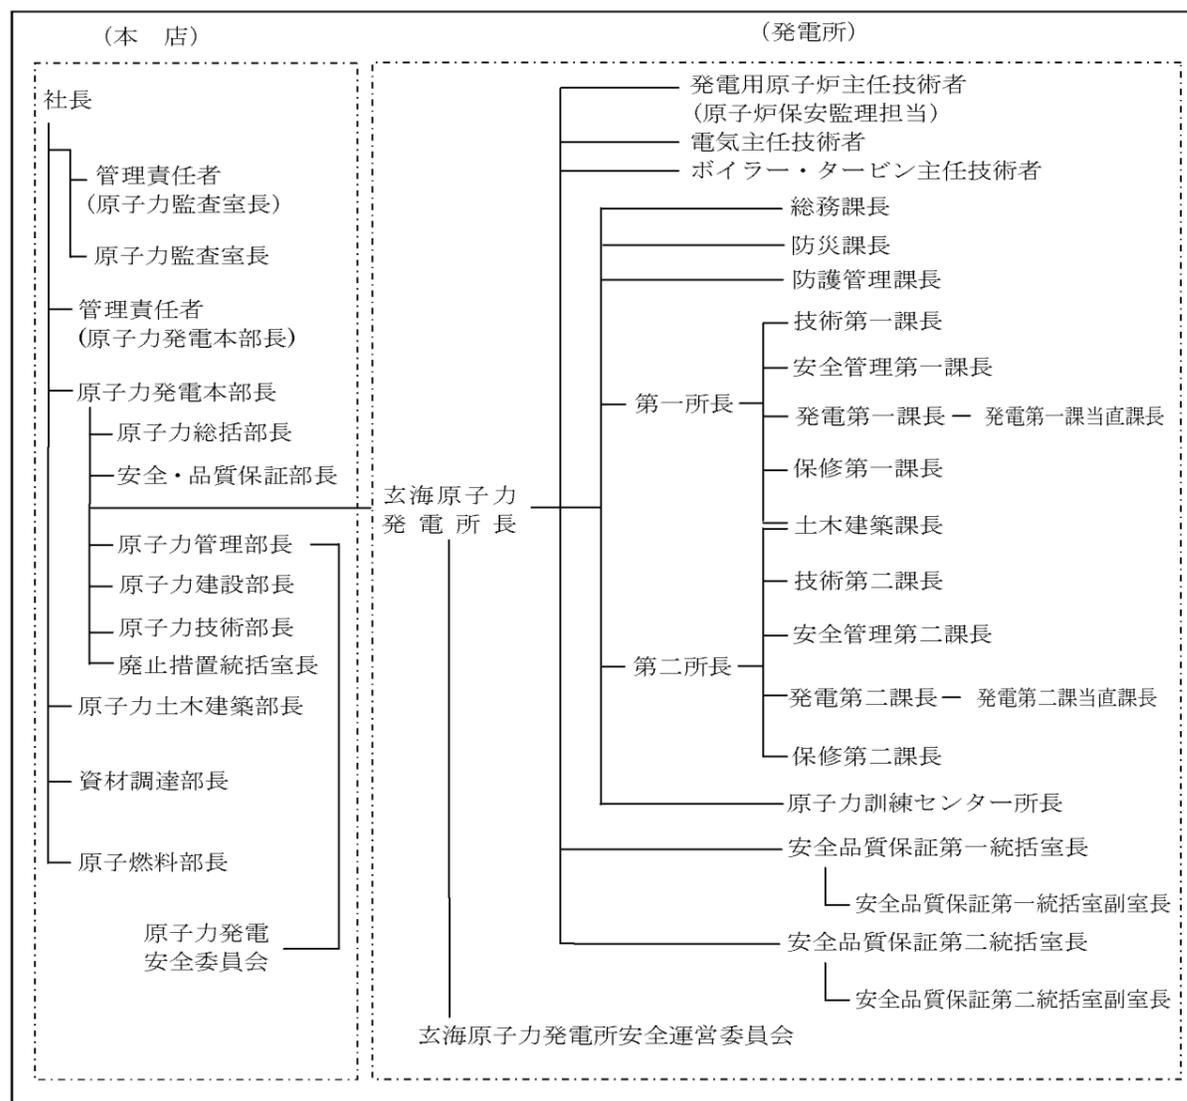 （本　店）
社長
管理責任者
(原子力監査室長)
原子力監査室長
管理責任者
(原子力発電本部長)
原子力発電本部長
原子力総括部長
安全・品質保証部長
原子力管理部長
原子力建設部長
原子力技術部長
廃止措置統括室長
原子力土木建築部長
資材調達部長
原子燃料部長
原子力発電
安全委員会
（発電所）
玄海原子力
発電所長
発電用原子炉主任技術者
(原子炉保安監理担当)
電気主任技術者
ボイラー・タービン主任技術者
総務課長
防災課長
防護管理課長
第一所長
技術第一課長
安全管理第一課長
発電第一課長
発電第一課当直課長
保修第一課長
土木建築課長
第二所長
技術第二課長
安全管理第二課長
発電第二課長
発電第二課当直課長
保修第二課長
原子力訓練センター所長
安全品質保証第一統括室長
安全品質保証第一統括室副室長
安全品質保証第二統括室長
安全品質保証第二統括室副室長
玄海原子力発電所安全運営委員会